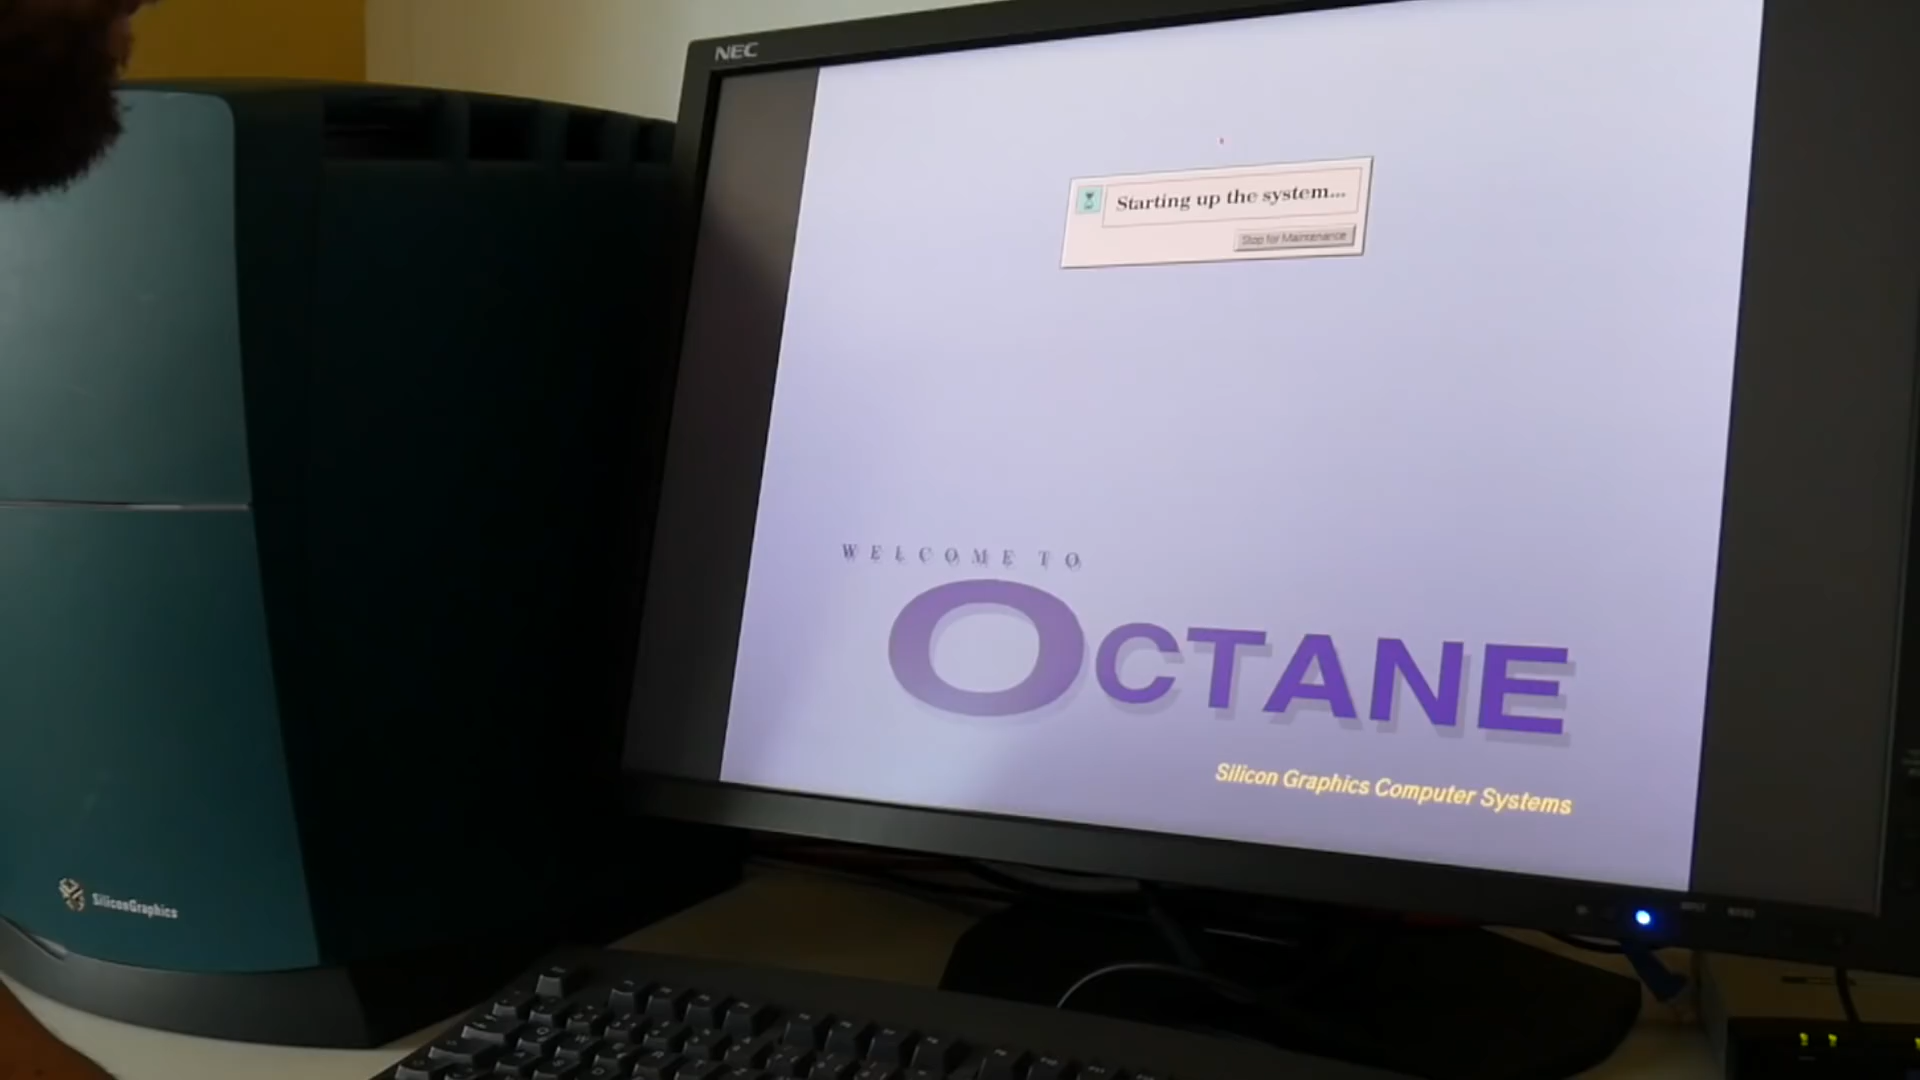 NEC
Starting up the system...
Stop for Maintenance
WELCOME TO
OCTANE
Silicon Graphics Computer Systems
SiliconGraphics